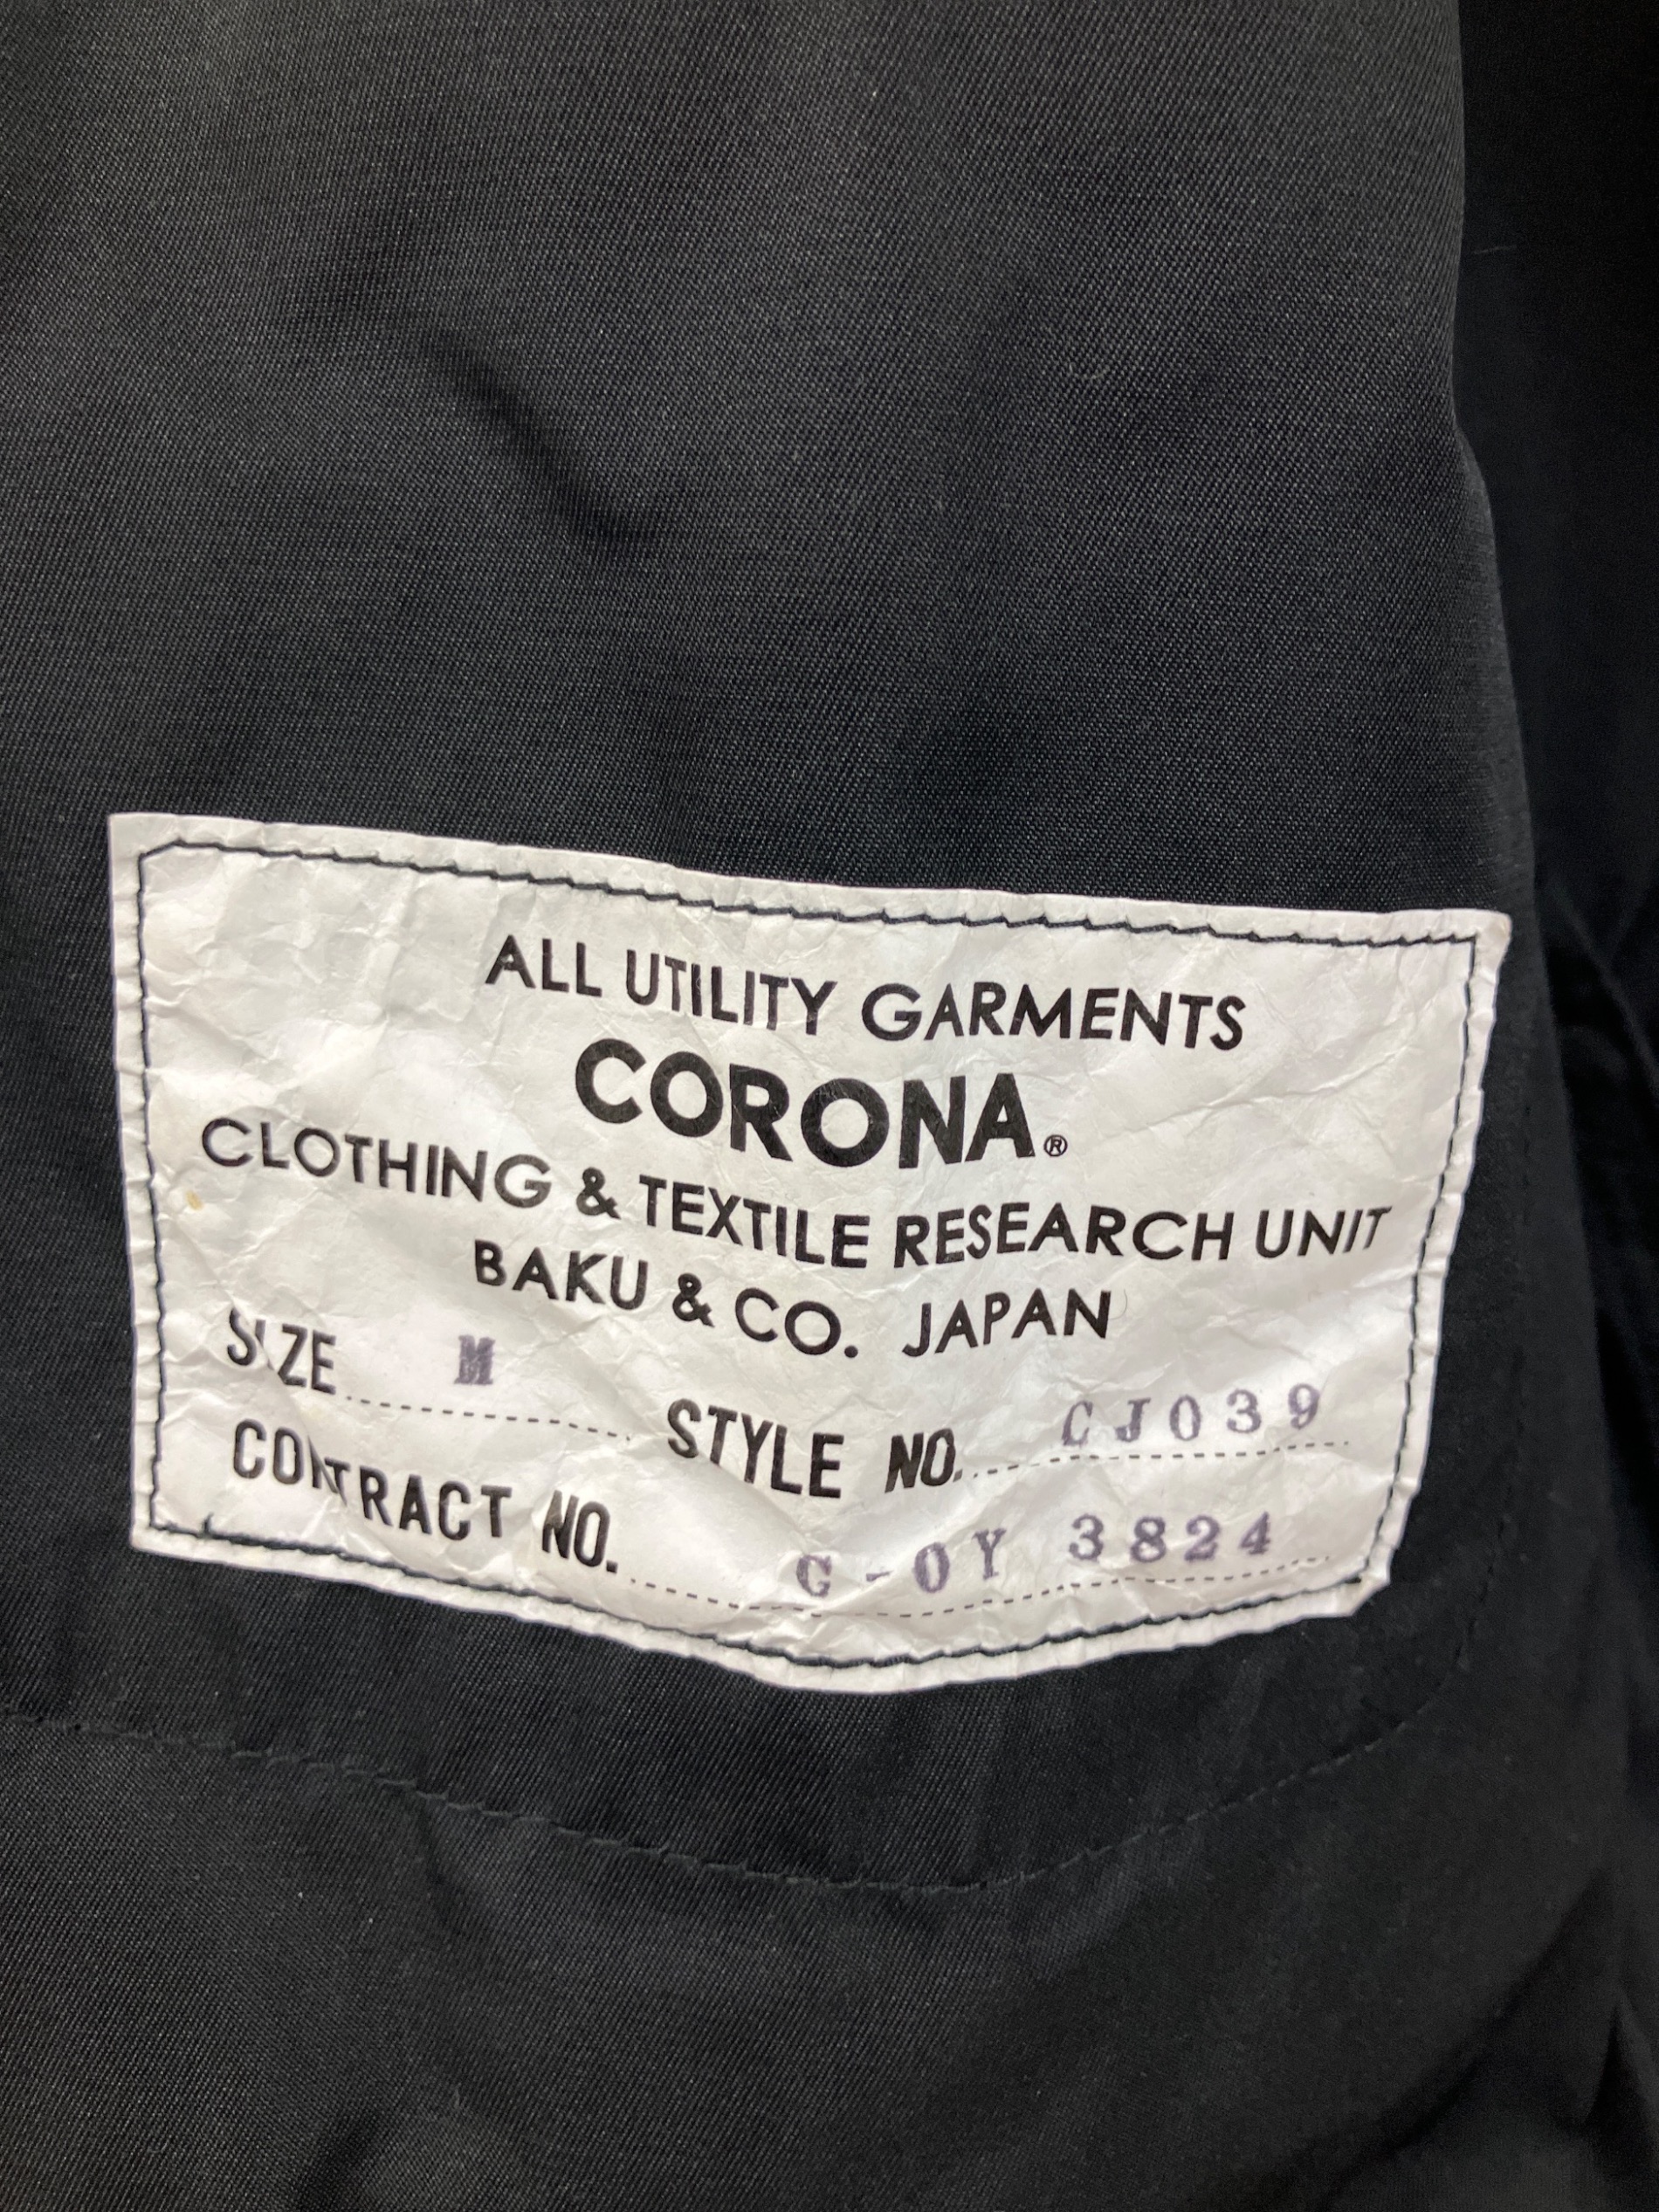 ALL UTILITY GARMENTS
CORONA®
CLOTHING & TEXTILE RESEARCH UNIT
BAKU & CO. JAPAN
SIZE M STYLE NO. CJ039
CONTRACT NO. C-OY 3824